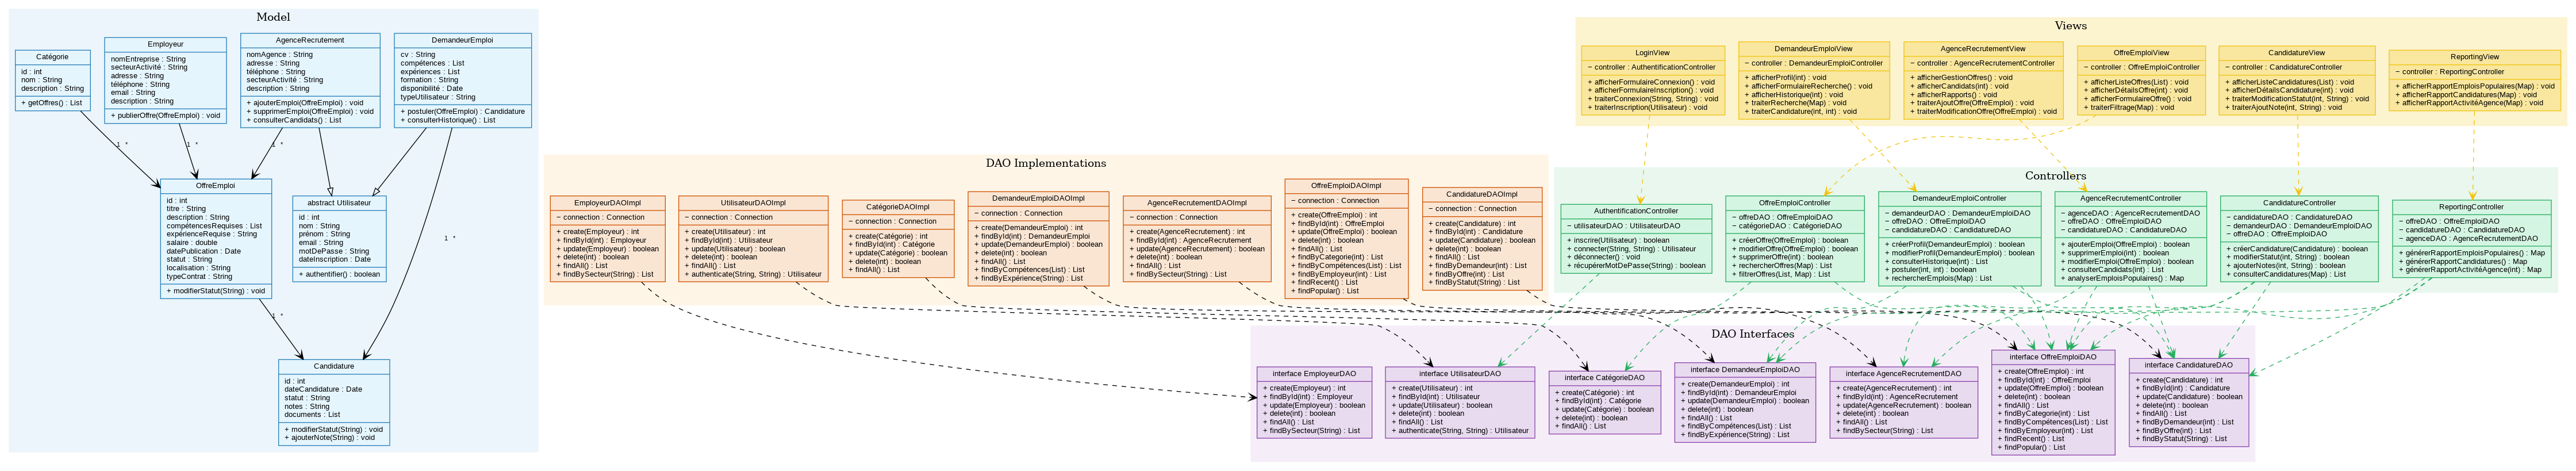 Model
Catégorie
id : int
nom : String
description : String
+ getOffres() : List
Employeur
nomEntreprise : String
secteurActivité : String
adresse : String
téléphone : String
email : String
description : String
+ publierOffre(OffreEmploi) : void
AgenceRecrutement
nomAgence : String
adresse : String
téléphone : String
secteurActivité : String
description : String
+ ajouterEmploi(OffreEmploi) : void
+ supprimerEmploi(OffreEmploi) : void
+ consulterCandidats() : List
DemandeurEmploi
cv : String
compétences : List
expériences : List
formation : String
disponibilité : Date
typeUtilisateur : String
+ postuler(OffreEmploi) : Candidature
+ consulterHistorique() : List
1 *
1 *
1 *
1 *
OffreEmploi
id : int
titre : String
description : String
compétencesRequises : List
expérienceRequise : String
salaire : double
datePublication : Date
statut : String
localisation : String
typeContrat : String
+ modifierStatut(String) : void
abstract Utilisateur
id : int
nom : String
prénom : String
email : String
motDePasse : String
dateInscription : Date
+ authentifier() : boolean
1 *
Candidature
id : int
dateCandidature : Date
statut : String
notes : String
documents : List
+ modifierStatut(String) : void
+ ajouterNote(String) : void
DAO Implementations
EmployeurDAOImpl
− connection : Connection
+ create(Employeur) : int
+ findById(int) : Employeur
+ update(Employeur) : boolean
+ delete(int) : boolean
+ findAll() : List
+ findBySecteur(String) : List
UtilisateurDAOImpl
− connection : Connection
+ create(Utilisateur) : int
+ findById(int) : Utilisateur
+ update(Utilisateur) : boolean
+ delete(int) : boolean
+ findAll() : List
+ authenticate(String, String) : Utilisateur
CatégorieDAOImpl
− connection : Connection
+ create(Catégorie) : int
+ findById(int) : Catégorie
+ update(Catégorie) : boolean
+ delete(int) : boolean
+ findAll() : List
DemandeurEmploiDAOImpl
− connection : Connection
+ create(DemandeurEmploi) : int
+ findById(int) : DemandeurEmploi
+ update(DemandeurEmploi) : boolean
+ delete(int) : boolean
+ findAll() : List
+ findByCompétences(List) : List
+ findByExpérience(String) : List
AgenceRecrutementDAOImpl
− connection : Connection
+ create(AgenceRecrutement) : int
+ findById(int) : AgenceRecrutement
+ update(AgenceRecrutement) : boolean
+ delete(int) : boolean
+ findAll() : List
+ findBySecteur(String) : List
OffreEmploiDAOImpl
− connection : Connection
+ create(OffreEmploi) : int
+ findById(int) : OffreEmploi
+ update(OffreEmploi) : boolean
+ delete(int) : boolean
+ findAll() : List
+ findByCategorie(int) : List
+ findByCompétences(List) : List
+ findByEmployeur(int) : List
+ findRecent() : List
+ findPopular() : List
CandidatureDAOImpl
− connection : Connection
+ create(Candidature) : int
+ findById(int) : Candidature
+ update(Candidature) : boolean
+ delete(int) : boolean
+ findAll() : List
+ findByDemandeur(int) : List
+ findByOffre(int) : List
+ findByStatut(String) : List
Views
LoginView
− controller : AuthentificationController
+ afficherFormulaireConnexion() : void
+ afficherFormulaireInscription() : void
+ traiterConnexion(String, String) : void
+ traiterInscription(Utilisateur) : void
DemandeurEmploiView
− controller : DemandeurEmploiController
+ afficherProfil(int) : void
+ afficherFormulaireRecherche() : void
+ afficherHistorique(int) : void
+ traiterRecherche(Map) : void
+ traiterCandidature(int, int) : void
AgenceRecrutementView
− controller : AgenceRecrutementController
+ afficherGestionOffres() : void
+ afficherCandidats(int) : void
+ afficherRapports() : void
+ traiterAjoutOffre(OffreEmploi) : void
+ traiterModificationOffre(OffreEmploi) : void
OffreEmploiView
− controller : OffreEmploiController
+ afficherListeOffres(List) : void
+ afficherDétailsOffre(int) : void
+ afficherFormulaireOffre() : void
+ traiterFiltrage(Map) : void
CandidatureView
− controller : CandidatureController
+ afficherListeCandidatures(List) : void
+ afficherDétailsCandidature(int) : void
+ traiterModificationStatut(int, String) : void
+ traiterAjoutNote(int, String) : void
ReportingView
− controller : ReportingController
+ afficherRapportEmploisPopulaires(Map) : void
+ afficherRapportCandidatures(Map) : void
+ afficherRapportActivitéAgence(Map) : void
Controllers
AuthentificationController
− utilisateurDAO : UtilisateurDAO
+ inscrire(Utilisateur) : boolean
+ connecter(String, String) : Utilisateur
+ déconnecter() : void
+ récupérerMotDePasse(String) : boolean
OffreEmploiController
− offreDAO : OffreEmploiDAO
− catégorieDAO : CatégorieDAO
+ créerOffre(OffreEmploi) : boolean
+ modifierOffre(OffreEmploi) : boolean
+ supprimerOffre(int) : boolean
+ rechercherOffres(Map) : List
+ filtrerOffres(List, Map) : List
DemandeurEmploiController
− demandeurDAO : DemandeurEmploiDAO
− offreDAO : OffreEmploiDAO
− candidatureDAO : CandidatureDAO
+ créerProfil(DemandeurEmploi) : boolean
+ modifierProfil(DemandeurEmploi) : boolean
+ consulterHistorique(int) : List
+ postuler(int, int) : boolean
+ rechercherEmplois(Map) : List
AgenceRecrutementController
− agenceDAO : AgenceRecrutementDAO
− offreDAO : OffreEmploiDAO
− candidatureDAO : CandidatureDAO
+ ajouterEmploi(OffreEmploi) : boolean
+ supprimerEmploi(int) : boolean
+ modifierEmploi(OffreEmploi) : boolean
+ consulterCandidats(int) : List
+ analyserEmploisPopulaires() : Map
CandidatureController
− candidatureDAO : CandidatureDAO
− demandeurDAO : DemandeurEmploiDAO
− offreDAO : OffreEmploiDAO
+ créerCandidature(Candidature) : boolean
+ modifierStatut(int, String) : boolean
+ ajouterNotes(int, String) : boolean
+ consulterCandidatures(Map) : List
ReportingController
− offreDAO : OffreEmploiDAO
− candidatureDAO : CandidatureDAO
− agenceDAO : AgenceRecrutementDAO
+ générerRapportEmploisPopulaires() : Map
+ générerRapportCandidatures() : Map
+ générerRapportActivitéAgence(int) : Map
DAO Interfaces
interface EmployeurDAO
+ create(Employeur) : int
+ findById(int) : Employeur
+ update(Employeur) : boolean
+ delete(int) : boolean
+ findAll() : List
+ findBySecteur(String) : List
interface UtilisateurDAO
+ create(Utilisateur) : int
+ findById(int) : Utilisateur
+ update(Utilisateur) : boolean
+ delete(int) : boolean
+ findAll() : List
+ authenticate(String, String) : Utilisateur
interface CatégorieDAO
+ create(Catégorie) : int
+ findById(int) : Catégorie
+ update(Catégorie) : boolean
+ delete(int) : boolean
+ findAll() : List
interface DemandeurEmploiDAO
+ create(DemandeurEmploi) : int
+ findById(int) : DemandeurEmploi
+ update(DemandeurEmploi) : boolean
+ delete(int) : boolean
+ findAll() : List
+ findByCompétences(List) : List
+ findByExpérience(String) : List
interface AgenceRecrutementDAO
+ create(AgenceRecrutement) : int
+ findById(int) : AgenceRecrutement
+ update(AgenceRecrutement) : boolean
+ delete(int) : boolean
+ findAll() : List
+ findBySecteur(String) : List
interface OffreEmploiDAO
+ create(OffreEmploi) : int
+ findById(int) : OffreEmploi
+ update(OffreEmploi) : boolean
+ delete(int) : boolean
+ findAll() : List
+ findByCategorie(int) : List
+ findByCompétences(List) : List
+ findByEmployeur(int) : List
+ findRecent() : List
+ findPopular() : List
interface CandidatureDAO
+ create(Candidature) : int
+ findById(int) : Candidature
+ update(Candidature) : boolean
+ delete(int) : boolean
+ findAll() : List
+ findByDemandeur(int) : List
+ findByOffre(int) : List
+ findByStatut(String) : List